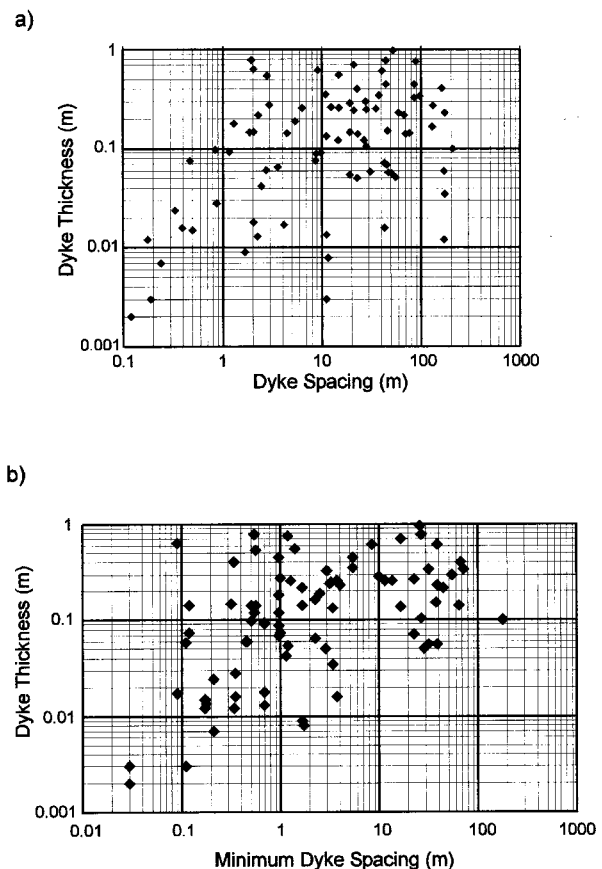 a)
1
0.1
0.01
0.001
Dyke Thickness (m)
0.1 1 10 100 1000
Dyke Spacing (m)
b)
1
0.1
0.01
0.001
Dyke Thickness (m)
0.01 0.1 1 10 100 1000
Minimum Dyke Spacing (m)